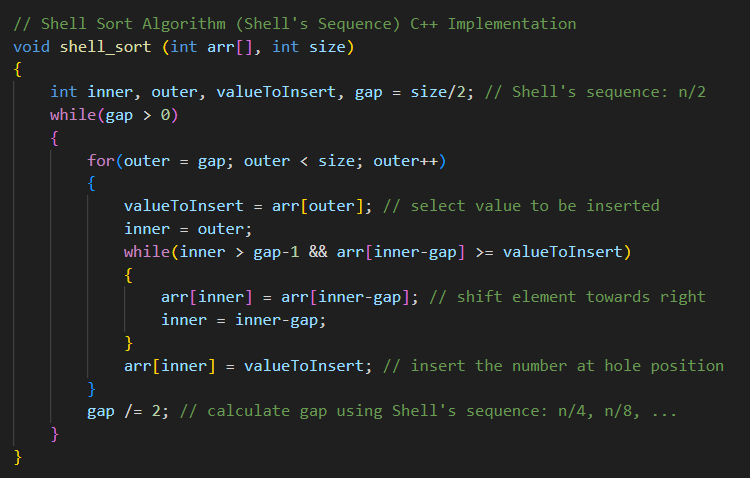 // Shell Sort Algorithm (Shell's Sequence) C++ Implementation
void shell_sort (int arr[], int size)
{
    int inner, outer, valueToInsert, gap = size/2; // Shell's sequence: n/2
    while(gap > 0)
    {
        for(outer = gap; outer < size; outer++)
        {
            valueToInsert = arr[outer]; // select value to be inserted
            inner = outer;
            while(inner > gap-1 && arr[inner-gap] >= valueToInsert)
            {
                arr[inner] = arr[inner-gap]; // shift element towards right
                inner = inner-gap;
            }
            arr[inner] = valueToInsert; // insert the number at hole position
        }
        gap /= 2; // calculate gap using Shell's sequence: n/4, n/8, ...
    }
}